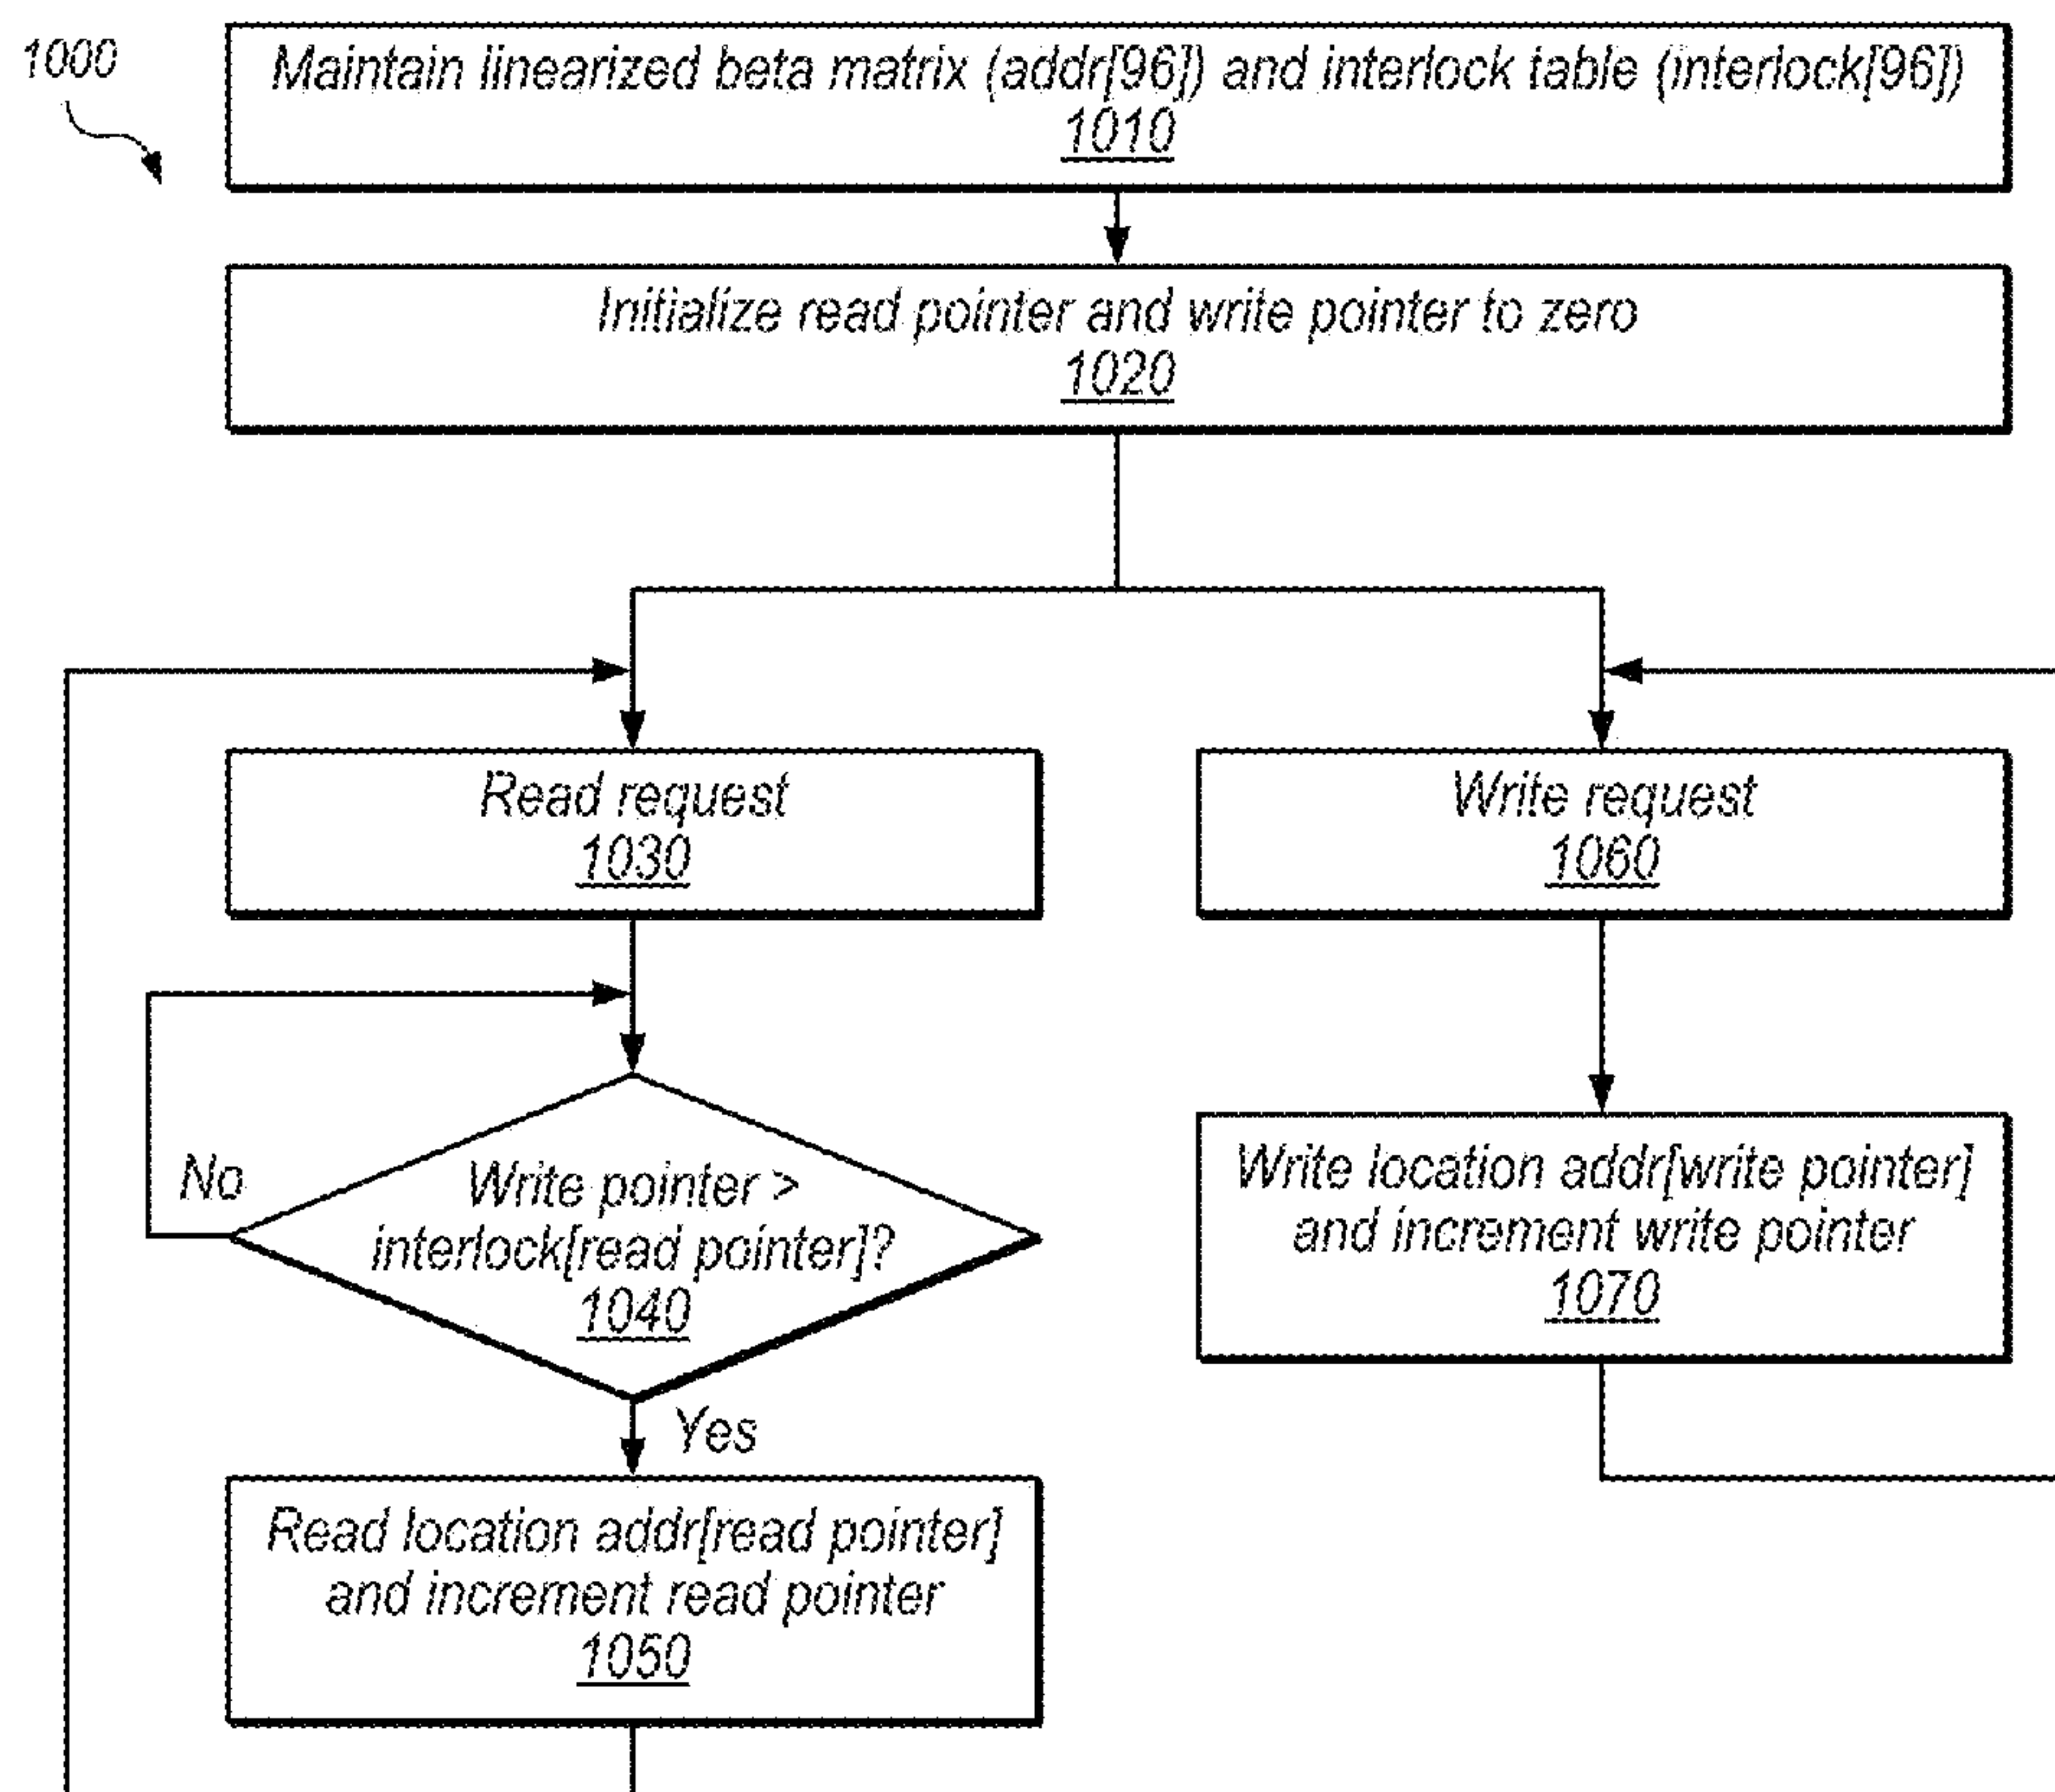 1000
Maintain linearized beta matrix (addr[96]) and interlock table (interlock[96])
1010
Initialize read pointer and write pointer to zero
1020
Read request
1030
Write request
1060
No
Write pointer >
interlock[read pointer]?
1040
Yes
Write location addr[write pointer]
and increment write pointer
1070
Read location addr[read pointer]
and increment read pointer
1050